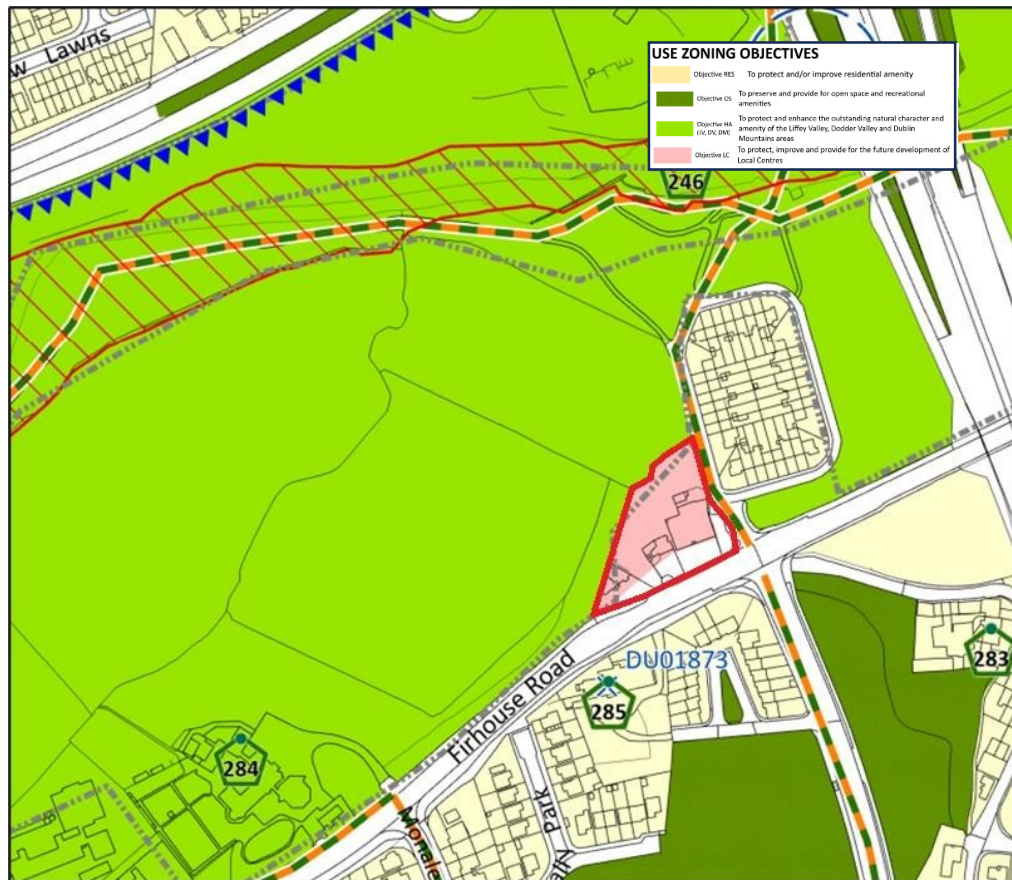 w Lawns
USE ZONING OBJECTIVES
Objective RES To protect and/or improve residential amenity
Objective OS To preserve and provide for open space and recreational
amenities
Objective HA To protect and enhance the outstanding natural character and
(LV, DV, DM) amenity of the Liffey Valley, Dodder Valley and Dublin
Mountains areas
Objective LC To protect, improve and provide for the future development of
Local Centres
246
DU01873
283
285
Firhouse Road
284
Monale
Park